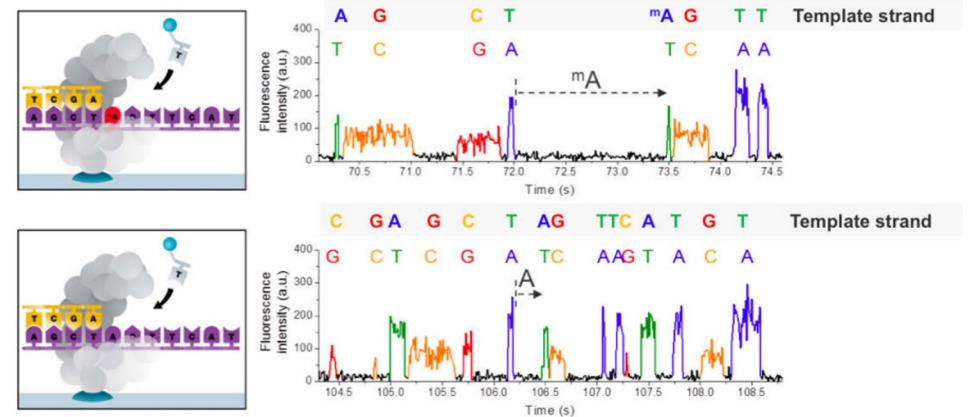 A G C T ᵐA G T T Template strand
T C G A T C A A
ᵐA
Fluorescence
intensity (a.u.)
400
300
200
100
0
70.5 71.0 71.5 72.0 72.5 73.0 73.5 74.0 74.5
Time (s)
T
T C G A
A G C T A G T T C A T
C G A G C T A G T T C A T G T Template strand
G C T C G A T C A A G T A C A
A
Fluorescence
intensity (a.u.)
400
300
200
100
0
104.5 105.0 105.5 106.0 106.5 107.0 107.5 108.0 108.5
Time (s)
T
T C G A
A G C T A G T T C A T